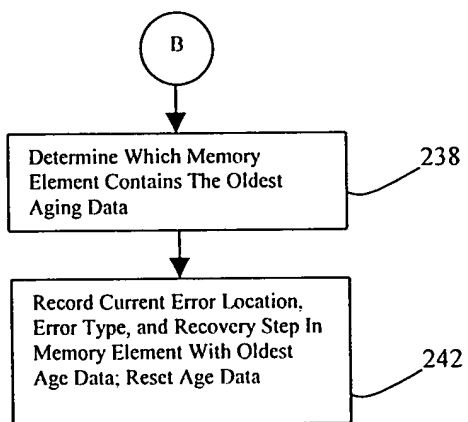 B
Determine Which Memory
Element Contains The Oldest
Aging Data
238
Record Current Error Location,
Error Type, and Recovery Step In
Memory Element With Oldest
Age Data; Reset Age Data
242